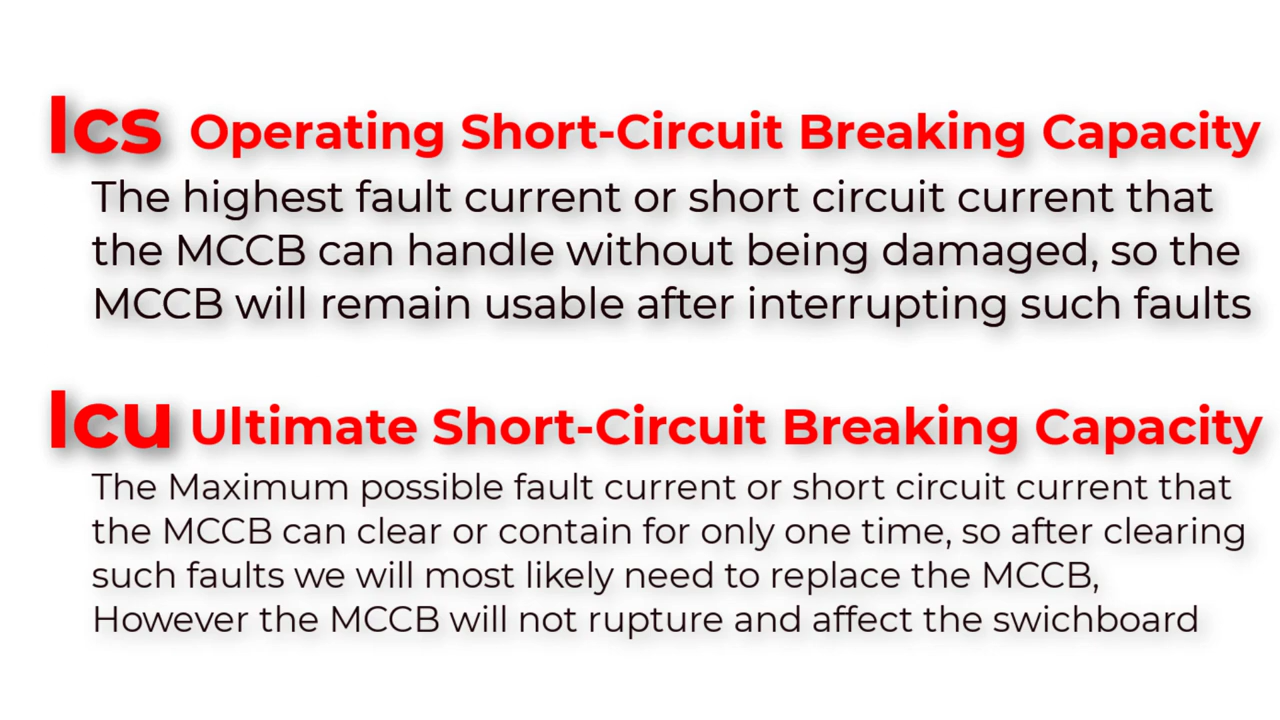 Ics Operating Short-Circuit Breaking Capacity
The highest fault current or short circuit current that
the MCCB can handle without being damaged, so the
MCCB will remain usable after interrupting such faults
Icu Ultimate Short-Circuit Breaking Capacity
The Maximum possible fault current or short circuit current that
the MCCB can clear or contain for only one time, so after clearing
such faults we will most likely need to replace the MCCB,
However the MCCB will not rupture and affect the swichboard